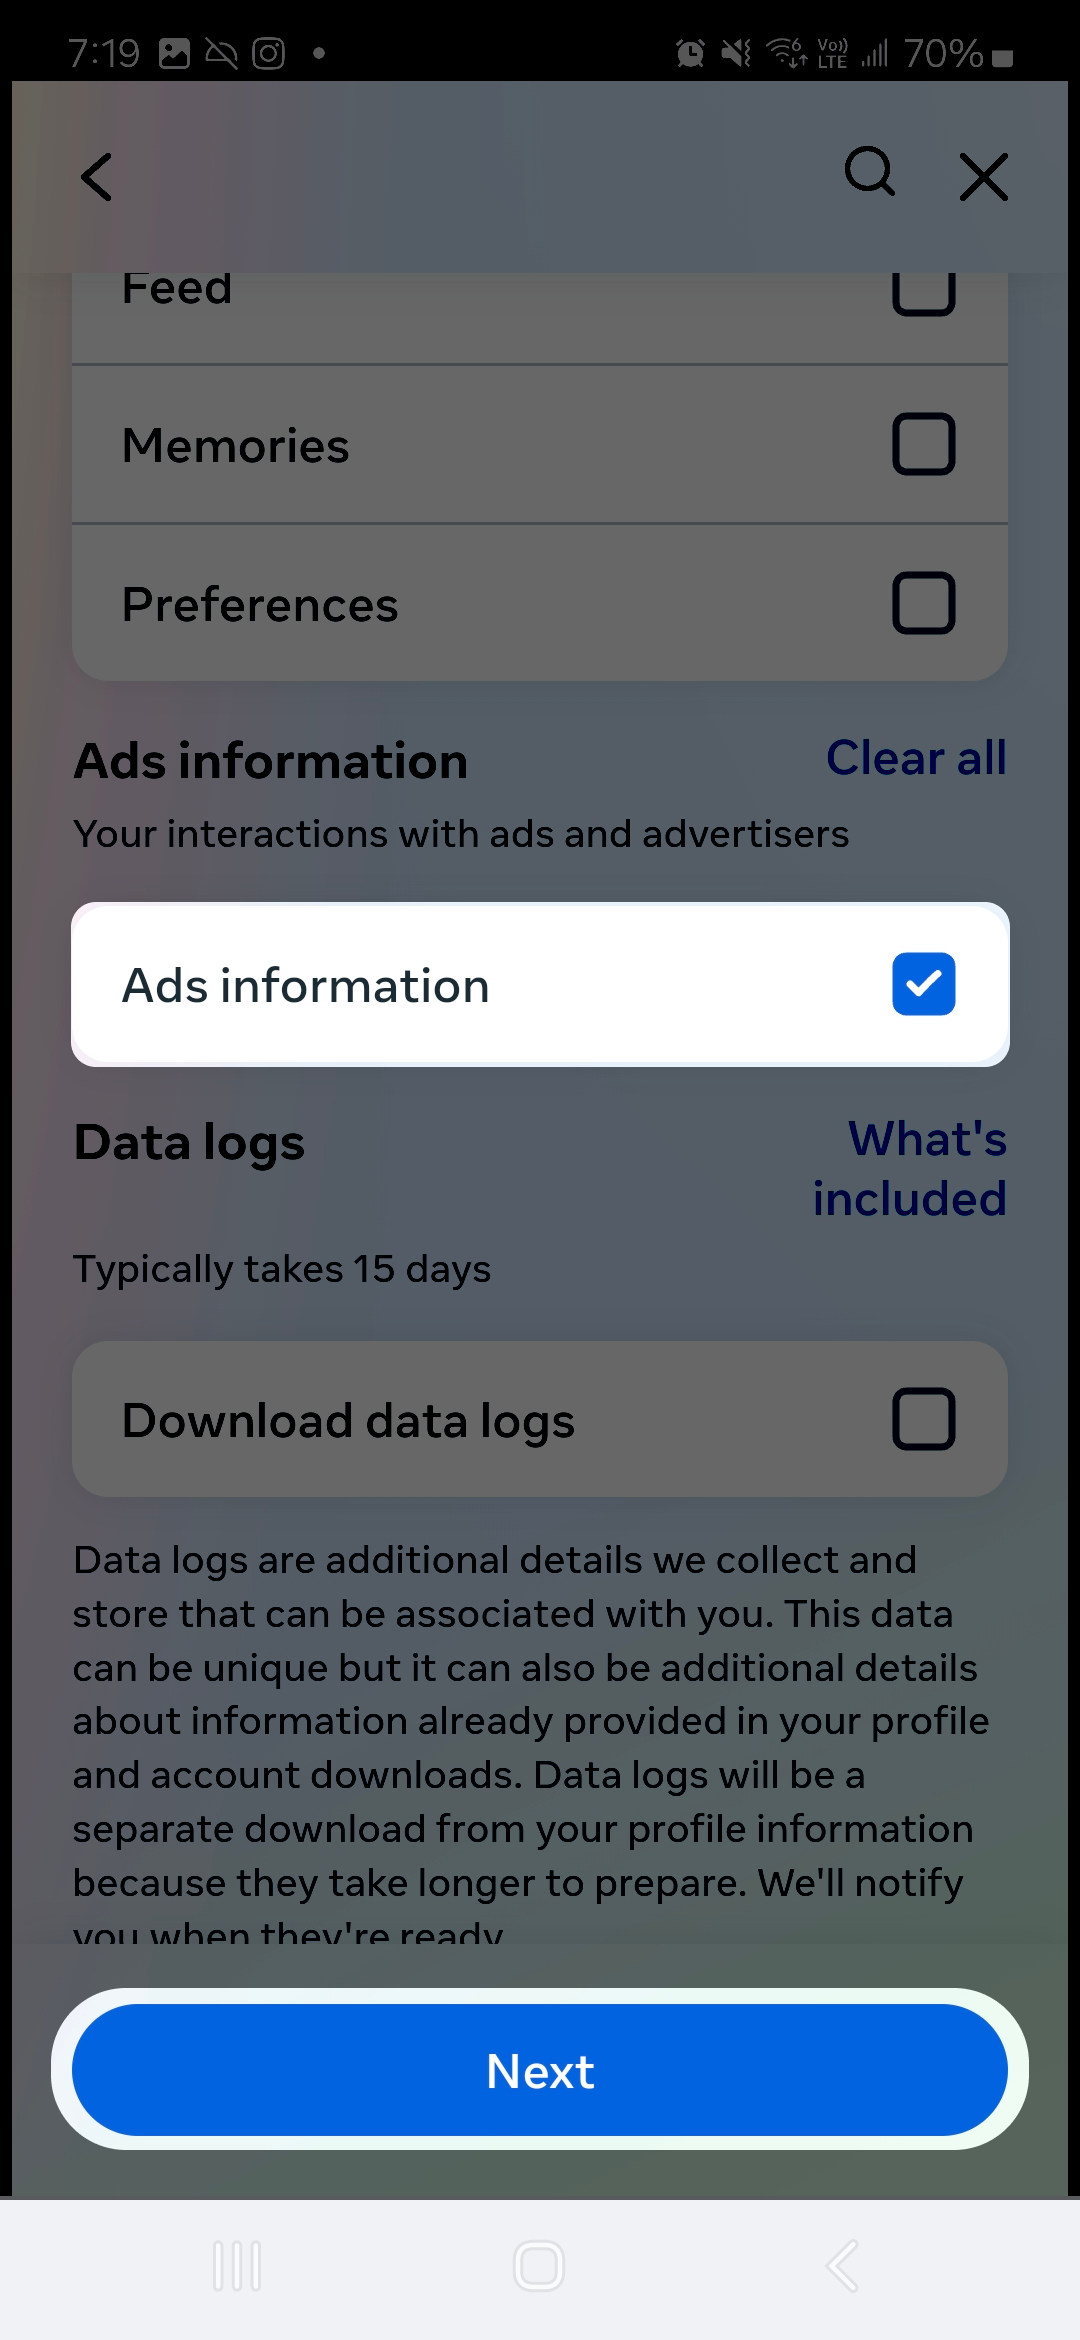 7:19
Vo))
LTE
70%
6
Feed
Memories
Preferences
Ads information
Clear all
Your interactions with ads and advertisers
Ads information
Data logs
What's
included
Typically takes 15 days
Download data logs
Data logs are additional details we collect and
store that can be associated with you. This data
can be unique but it can also be additional details
about information already provided in your profile
and account downloads. Data logs will be a
separate download from your profile information
because they take longer to prepare. We'll notify
you when they're ready
Next